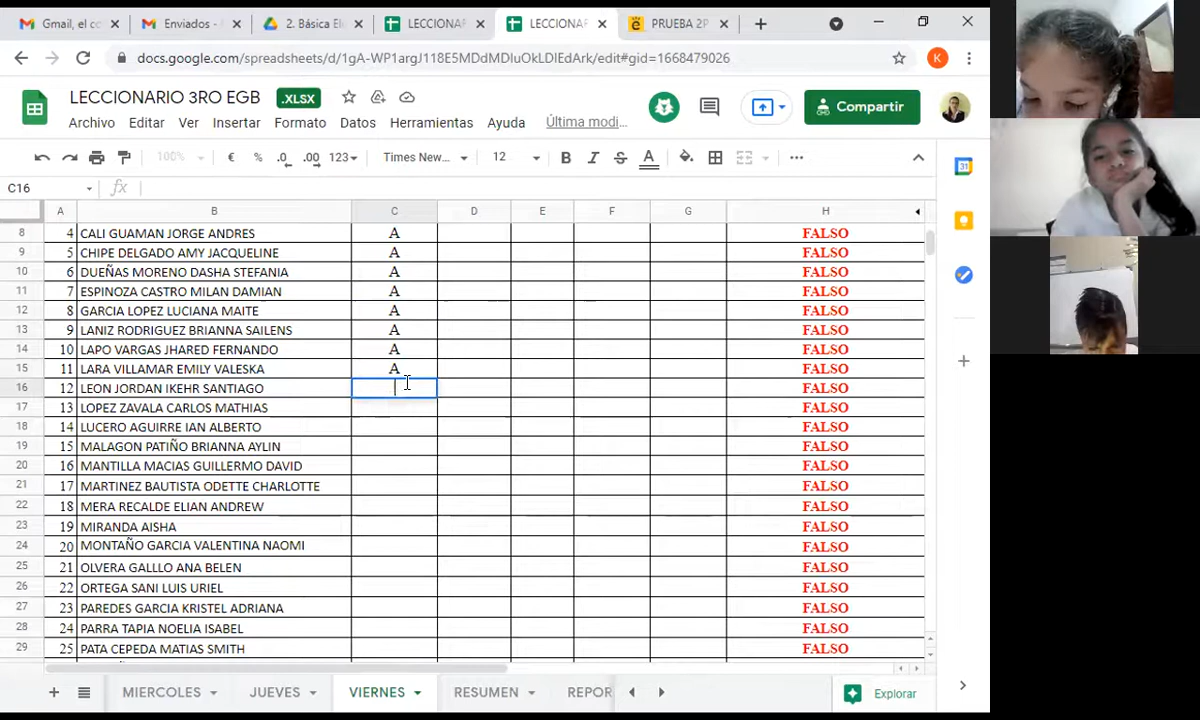 Gmail, el co
Enviados -
2. Básica Ele
LECCIONAR
LECCIONAR
PRUEBA 2P
docs.google.com/spreadsheets/d/1gA-WP1argJ118E5MDdMDIuOkLDIEdArk/edit#gid=1668479026
K
LECCIONARIO 3RO EGB .XLSX
Compartir
Archivo Editar Ver Insertar Formato Datos Herramientas Ayuda Última modi...
100% € % .0 .00 123 Times New... 12 B I S A
31
C16 fx
A B C D E F G H
8 4 CALI GUAMAN JORGE ANDRES A FALSO
9 5 CHIPE DELGADO AMY JACQUELINE A FALSO
10 6 DUEÑAS MORENO DASHA STEFANIA A FALSO
11 7 ESPINOZA CASTRO MILAN DAMIAN A FALSO
12 8 GARCIA LOPEZ LUCIANA MAITE A FALSO
13 9 LANIZ RODRIGUEZ BRIANNA SAILENS A FALSO
14 10 LAPO VARGAS JHARED FERNANDO A FALSO
15 11 LARA VILLAMAR EMILY VALESKA A FALSO
16 12 LEON JORDAN IKEHR SANTIAGO FALSO
17 13 LOPEZ ZAVALA CARLOS MATHIAS FALSO
18 14 LUCERO AGUIRRE IAN ALBERTO FALSO
19 15 MALAGON PATIÑO BRIANNA AYLIN FALSO
20 16 MANTILLA MACIAS GUILLERMO DAVID FALSO
21 17 MARTINEZ BAUTISTA ODETTE CHARLOTTE FALSO
22 18 MERA RECALDE ELIAN ANDREW FALSO
23 19 MIRANDA AISHA FALSO
24 20 MONTAÑO GARCIA VALENTINA NAOMI FALSO
25 21 OLVERA GALLLO ANA BELEN FALSO
26 22 ORTEGA SANI LUIS URIEL FALSO
27 23 PAREDES GARCIA KRISTEL ADRIANA FALSO
28 24 PARRA TAPIA NOELIA ISABEL FALSO
29 25 PATA CEPEDA MATIAS SMITH FALSO
MIERCOLES JUEVES VIERNES RESUMEN REPOR Explorar